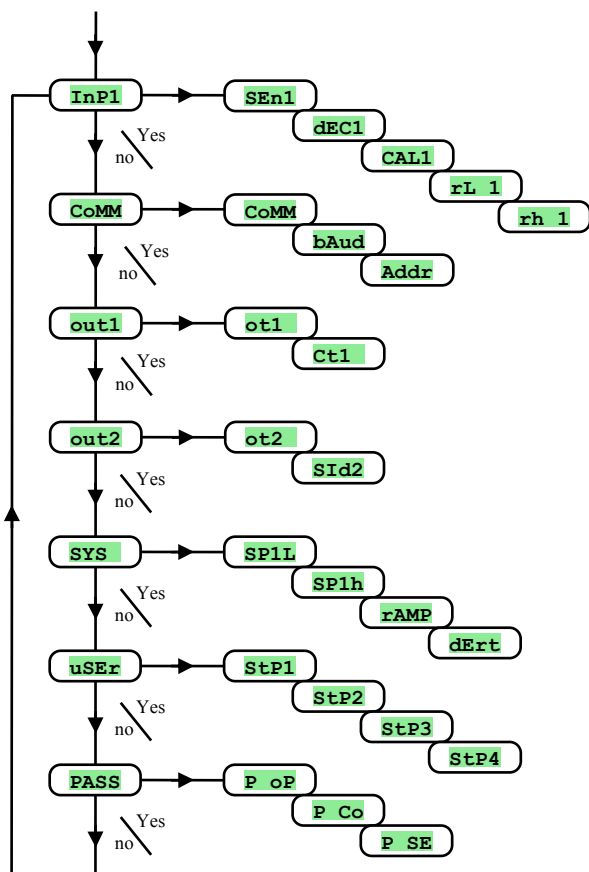 InP1 SEn1
dEC1
Yes
no
CAL1
rL 1
CoMM CoMM
rh 1
bAud
Yes
no
Addr
out1 ot1
Ct1
Yes
no
out2 ot2
SId2
Yes
no
SYS SP1L
SP1h
Yes
no
rAMP
dErt
uSEr StP1
StP2
Yes
no
StP3
StP4
PASS P oP
P Co
Yes
no
P SE